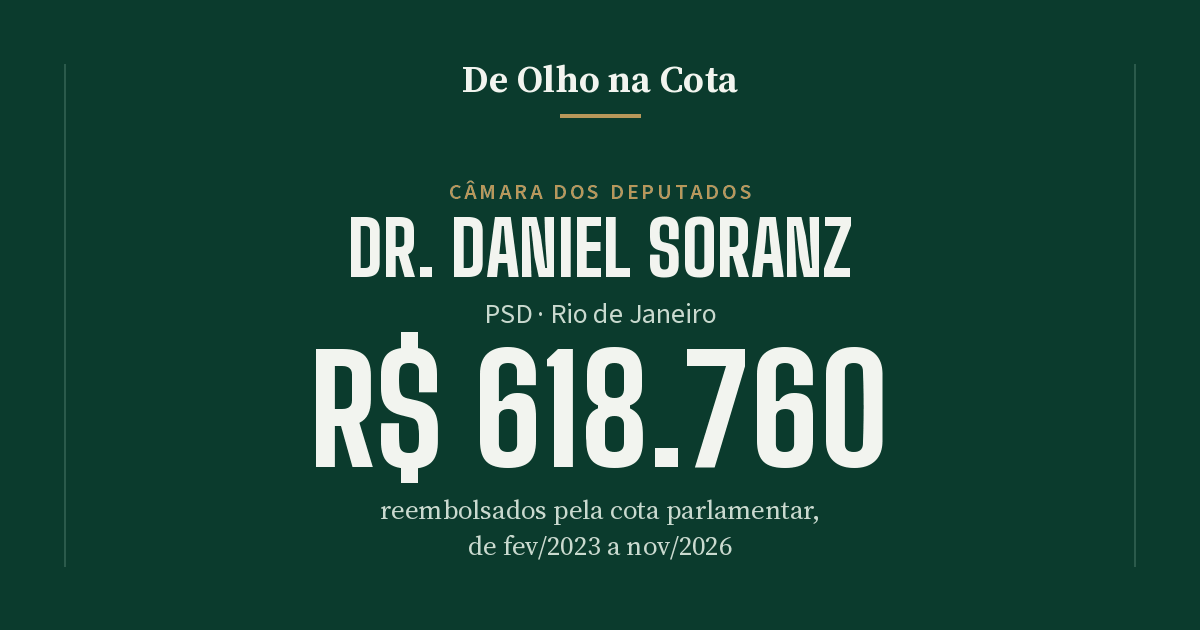 De Olho na Cota
CÂMARA DOS DEPUTADOS
DR. DANIEL SORANZ
PSD · Rio de Janeiro
R$ 618.760
reembolsados pela cota parlamentar,
de fev/2023 a nov/2026